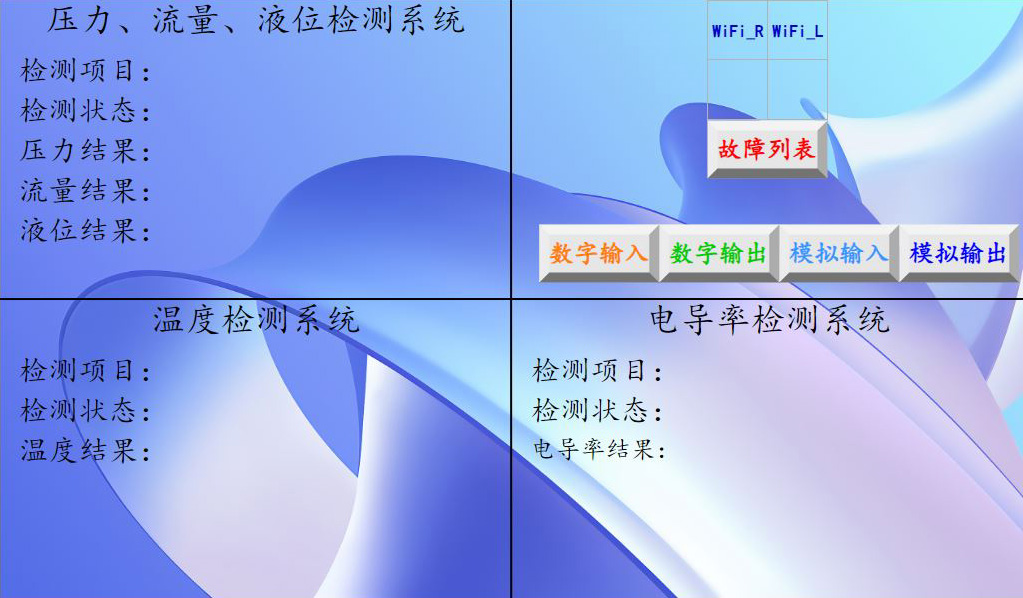 压力、流量、液位检测系统
检测项目：
检测状态：
压力结果：
流量结果：
液位结果：
WiFi_R WiFi_L
故障列表
数字输入 数字输出 模拟输入 模拟输出
温度检测系统
检测项目：
检测状态：
温度结果：
电导率检测系统
检测项目：
检测状态：
电导率结果：